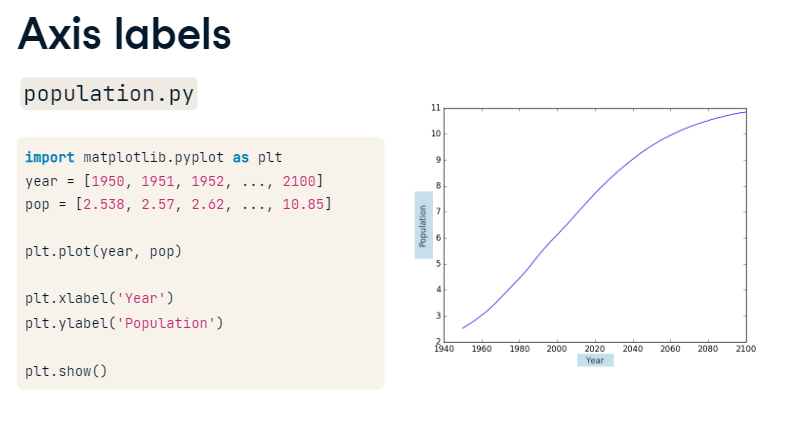 Axis labels
population.py
import matplotlib.pyplot as plt
year = [1950, 1951, 1952, ..., 2100]
pop = [2.538, 2.57, 2.62, ..., 10.85]
plt.plot(year, pop)
plt.xlabel('Year')
plt.ylabel('Population')
plt.show()
11
10
9
8
7
6
5
4
3
2
Population
1940 1960 1980 2000 2020 2040 2060 2080 2100
Year